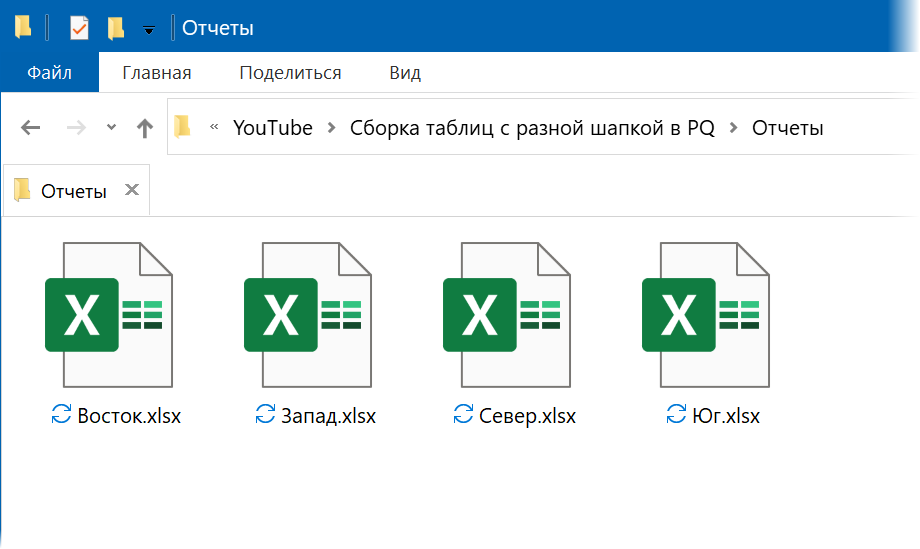 Отчеты
Файл Главная Поделиться Вид
« YouTube > Сборка таблиц с разной шапкой в PQ > Отчеты
Отчеты ×
X X X X
Восток.xlsx Запад.xlsx Север.xlsx Юг.xlsx